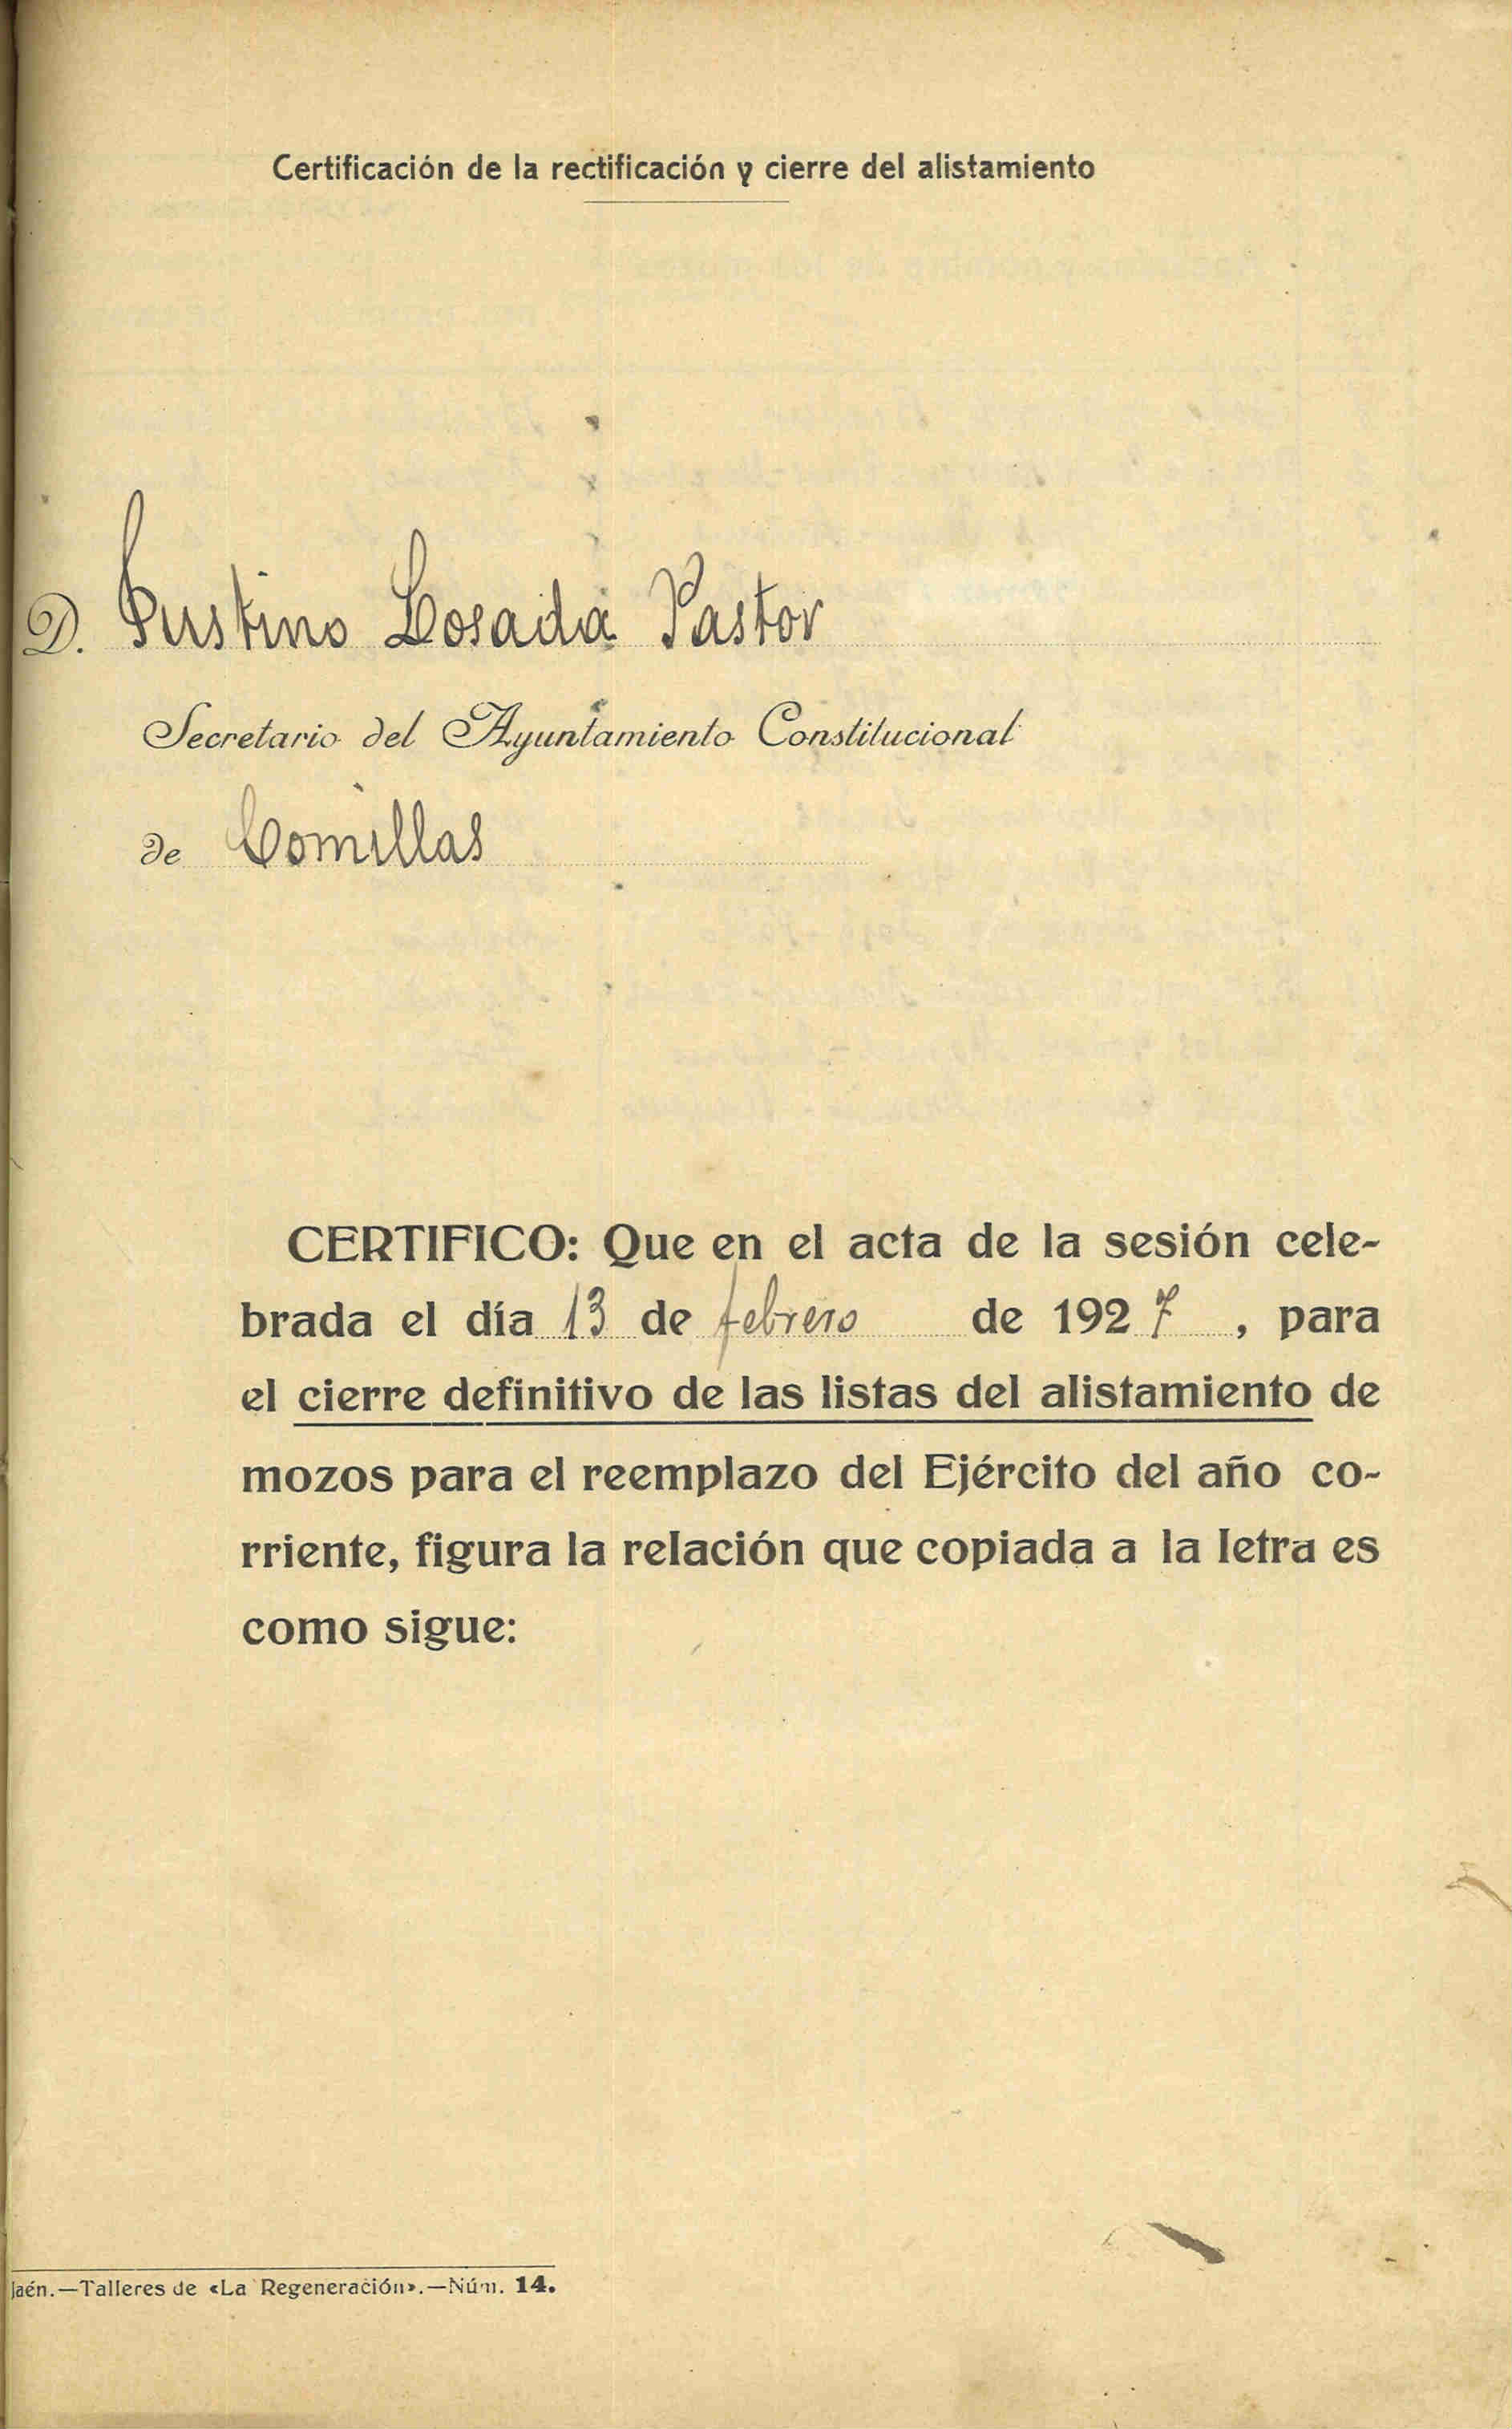 Certificación de la rectificación y cierre del alistamiento
D. Justino Losada Pastor
Secretario del Ayuntamiento Constitucional
de Comillas
CERTIFICO: Que en el acta de la sesión cele-
brada el día 13 de febrero de 1927, para
el cierre definitivo de las listas del alistamiento de
mozos para el reemplazo del Ejército del año co-
rriente, figura la relación que copiada a la letra es
como sigue:
Jaén.—Talleres de «La Regeneración».—Núm. 14.